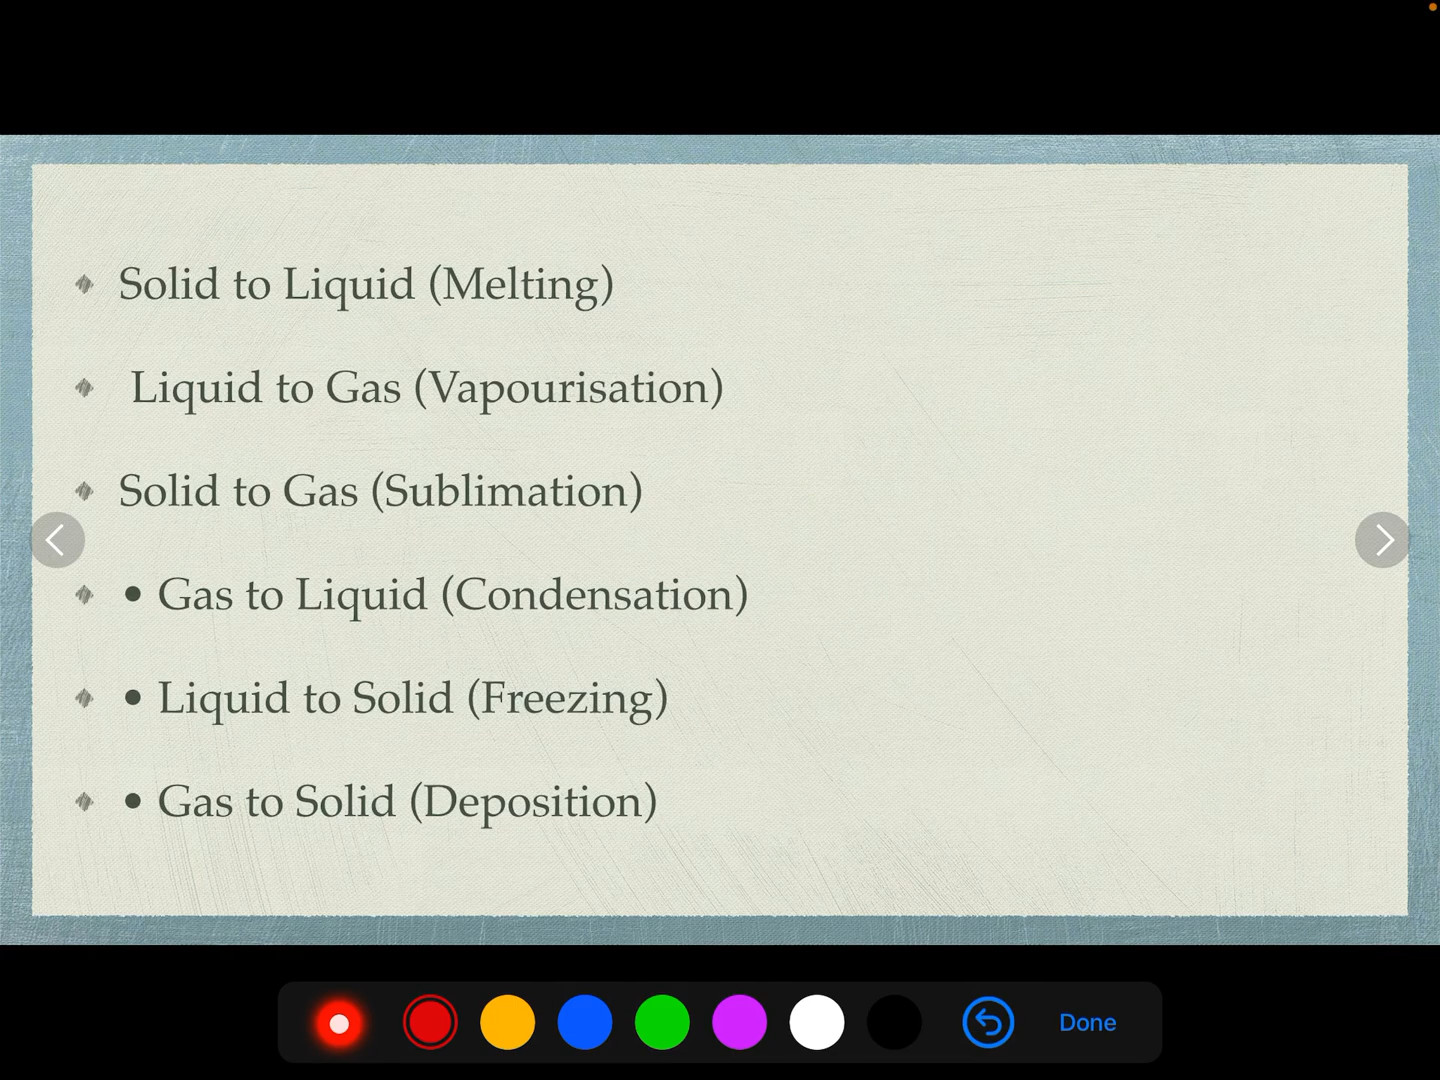 Solid to Liquid (Melting)
Liquid to Gas (Vapourisation)
Solid to Gas (Sublimation)
• Gas to Liquid (Condensation)
• Liquid to Solid (Freezing)
• Gas to Solid (Deposition)
Done